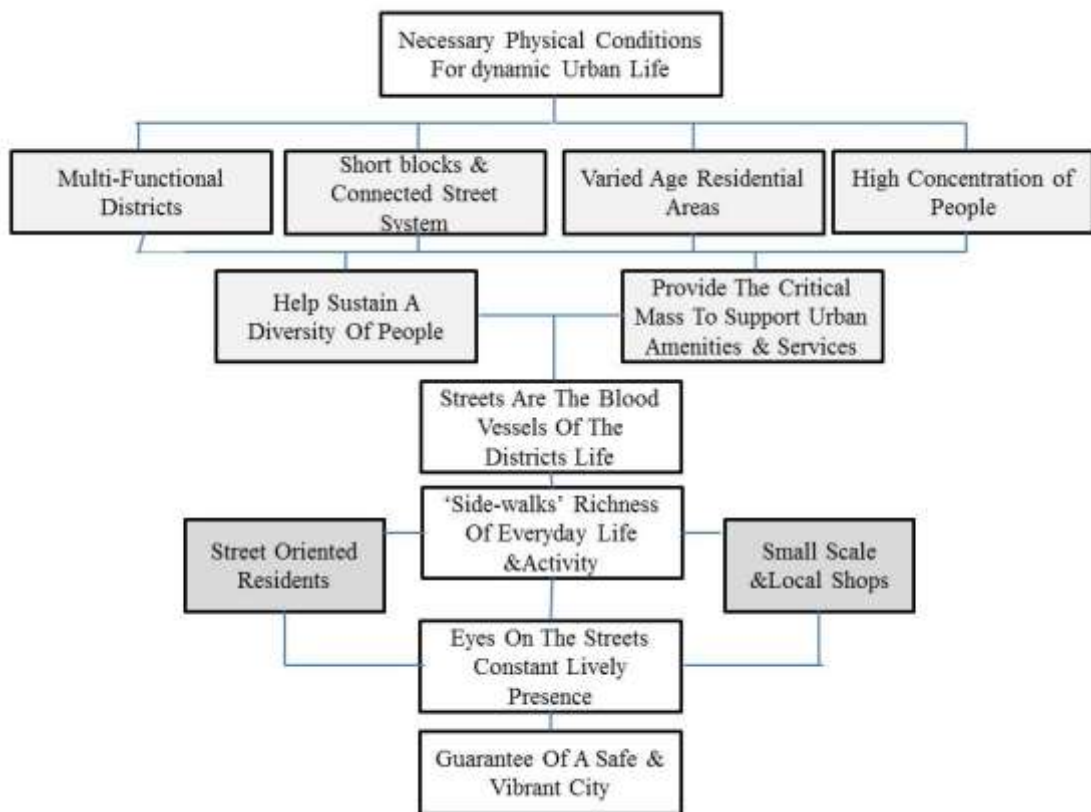 Necessary Physical Conditions
For dynamic Urban Life
Multi-Functional
Districts
Short blocks &
Connected Street
System
Varied Age Residential
Areas
High Concentration of
People
Help Sustain A
Diversity Of People
Provide The Critical
Mass To Support Urban
Amenities & Services
Streets Are The Blood
Vessels Of The
Districts Life
‘Side-walks’ Richness
Of Everyday Life
&Activity
Street Oriented
Residents
Small Scale
&Local Shops
Eyes On The Streets
Constant Lively
Presence
Guarantee Of A Safe &
Vibrant City